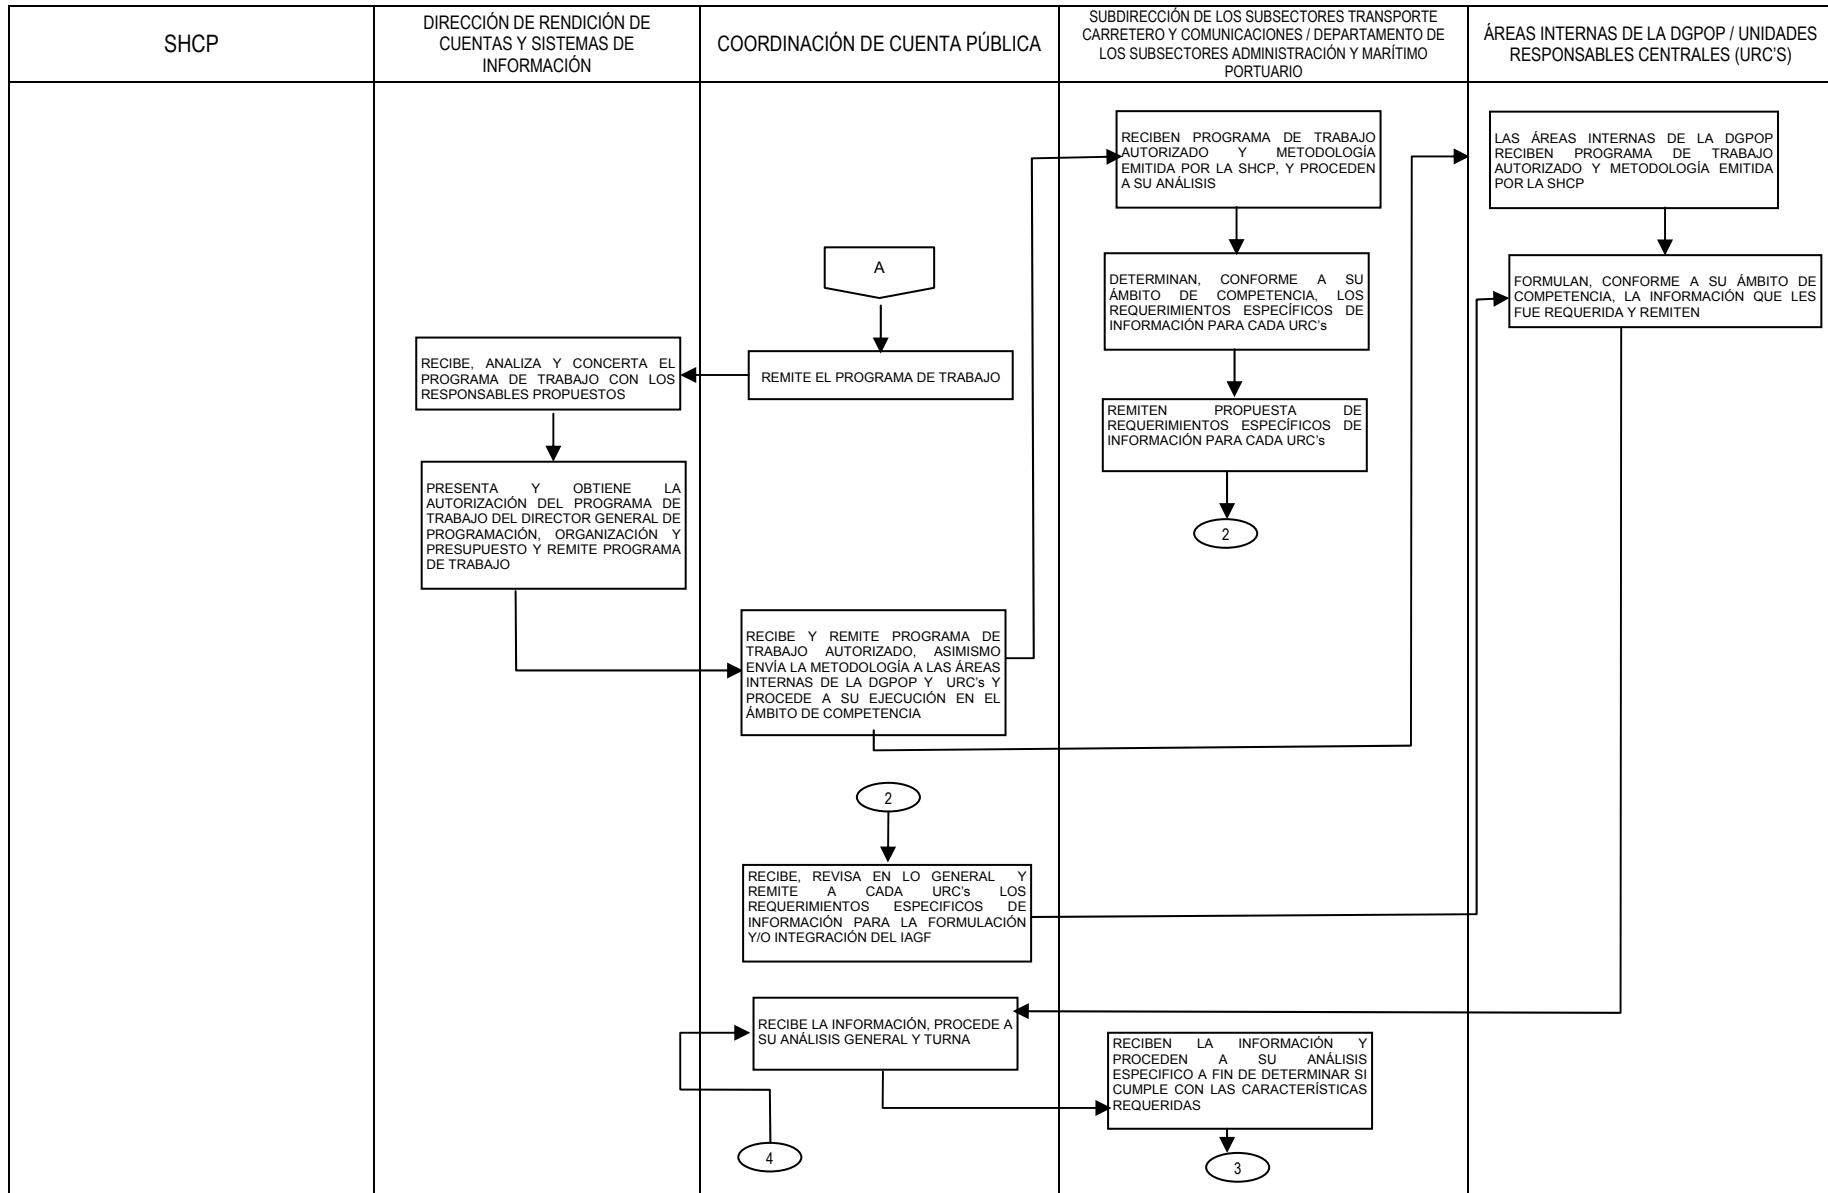 SHCP
DIRECCIÓN DE RENDICIÓN DE
CUENTAS Y SISTEMAS DE
INFORMACIÓN
COORDINACIÓN DE CUENTA PÚBLICA
SUBDIRECCIÓN DE LOS SUBSECTORES TRANSPORTE
CARRETERO Y COMUNICACIONES / DEPARTAMENTO DE
LOS SUBSECTORES ADMINISTRACIÓN Y MARÍTIMO
PORTUARIO
ÁREAS INTERNAS DE LA DGPOP / UNIDADES
RESPONSABLES CENTRALES (URC'S)
A
REMITE EL PROGRAMA DE TRABAJO
RECIBE, ANALIZA Y CONCERTA EL
PROGRAMA DE TRABAJO CON LOS
RESPONSABLES PROPUESTOS
PRESENTA Y OBTIENE LA
AUTORIZACIÓN DEL PROGRAMA DE
TRABAJO DEL DIRECTOR GENERAL DE
PROGRAMACIÓN, ORGANIZACIÓN Y
PRESUPUESTO Y REMITE PROGRAMA
DE TRABAJO
RECIBE Y REMITE PROGRAMA DE
TRABAJO AUTORIZADO, ASIMISMO
ENVÍA LA METODOLOGÍA A LAS ÁREAS
INTERNAS DE LA DGPOP Y URC's Y
PROCEDE A SU EJECUCIÓN EN EL
ÁMBITO DE COMPETENCIA
RECIBEN PROGRAMA DE TRABAJO
AUTORIZADO Y METODOLOGÍA
EMITIDA POR LA SHCP, Y PROCEDEN
A SU ANÁLISIS
DETERMINAN, CONFORME A SU
ÁMBITO DE COMPETENCIA, LOS
REQUERIMIENTOS ESPECÍFICOS DE
INFORMACIÓN PARA CADA URC's
REMITEN PROPUESTA DE
REQUERIMIENTOS ESPECÍFICOS DE
INFORMACIÓN PARA CADA URC's
2
LAS ÁREAS INTERNAS DE LA DGPOP
RECIBEN PROGRAMA DE TRABAJO
AUTORIZADO Y METODOLOGÍA EMITIDA
POR LA SHCP
FORMULAN, CONFORME A SU ÁMBITO DE
COMPETENCIA, LA INFORMACIÓN QUE LES
FUE REQUERIDA Y REMITEN
2
RECIBE, REVISA EN LO GENERAL Y
REMITE A CADA URC's LOS
REQUERIMIENTOS ESPECIFICOS DE
INFORMACIÓN PARA LA FORMULACIÓN
Y/O INTEGRACIÓN DEL IAGF
RECIBE LA INFORMACIÓN, PROCEDE A
SU ANÁLISIS GENERAL Y TURNA
4
RECIBEN LA INFORMACIÓN Y
PROCEDEN A SU ANÁLISIS
ESPECIFICO A FIN DE DETERMINAR SI
CUMPLE CON LAS CARACTERÍSTICAS
REQUERIDAS
3